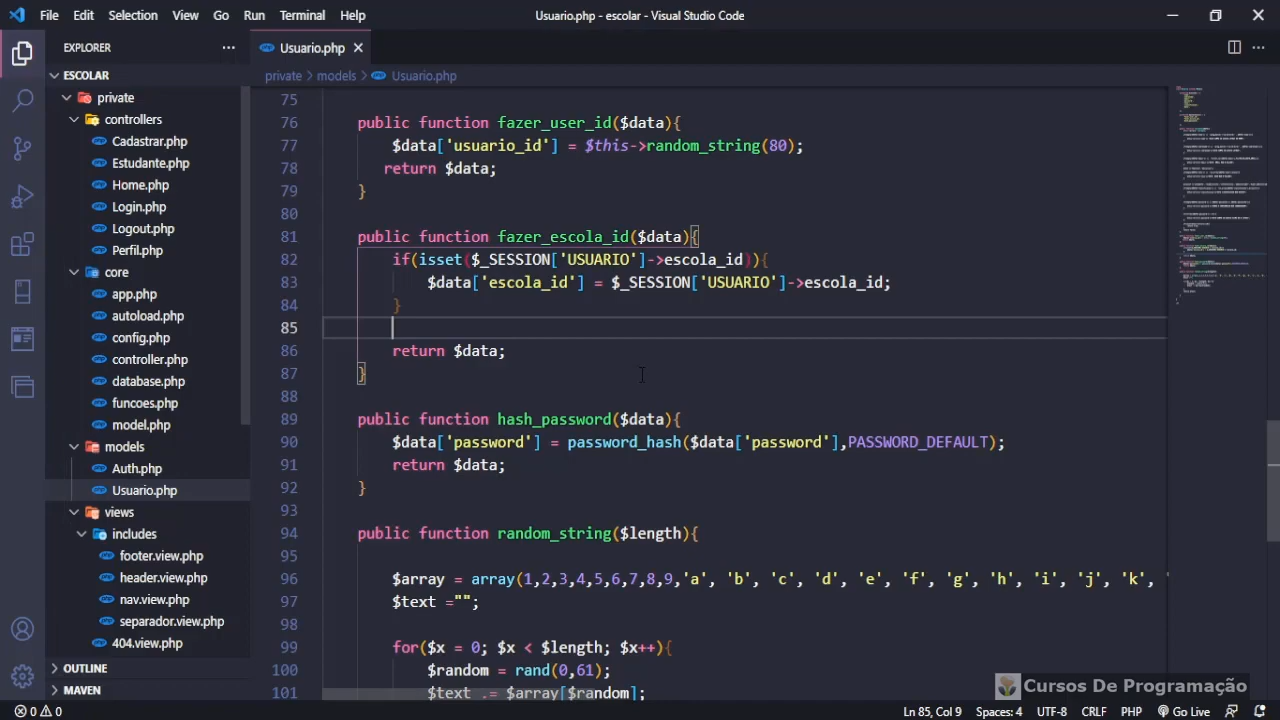 File Edit Selection View Go Run Terminal Help
Usuario.php - escolar - Visual Studio Code
EXPLORER
ESCOLAR
private
controllers
Cadastrar.php
Estudante.php
Home.php
Login.php
Logout.php
Perfil.php
core
app.php
autoload.php
config.php
controller.php
database.php
funcoes.php
model.php
models
Auth.php
Usuario.php
views
includes
footer.view.php
header.view.php
nav.view.php
separador.view.php
404.view.php
OUTLINE
MAVEN
Usuario.php
private > models > Usuario.php
75
76 public function fazer_user_id($data){
77 $data['usuario_id'] = $this->random_string(80);
78 return $data;
79 }
80
81 public function fazer_escola_id($data){
82 if(isset($_SESSION['USUARIO']->escola_id)){
83 $data['escola_id'] = $_SESSION['USUARIO']->escola_id;
84 }
85
86 return $data;
87 }
88
89 public function hash_password($data){
90 $data['password'] = password_hash($data['password'],PASSWORD_DEFAULT);
91 return $data;
92 }
93
94 public function random_string($length){
95
96 $array = array(1,2,3,4,5,6,7,8,9,'a', 'b', 'c', 'd', 'e', 'f', 'g', 'h', 'i', 'j', 'k', '
97 $text ="";
98
99 for($x = 0; $x < $length; $x++){
100 $random = rand(0,61);
101 $text .= $array[$random];
Cursos De Programação
0 0
Ln 85, Col 9 Spaces: 4 UTF-8 CRLF PHP Go Live